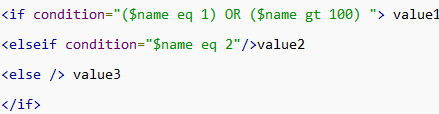 <if condition="($name eq 1) OR ($name gt 100) "> value1
<elseif condition="$name eq 2"/>value2
<else /> value3
</if>